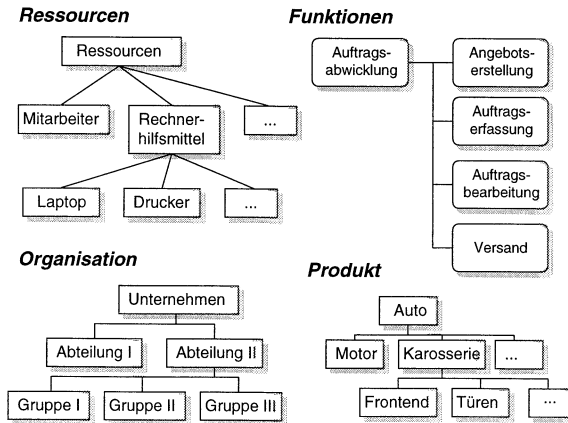 Ressourcen
Ressourcen
Mitarbeiter
Rechner-
hilfsmittel
...
Laptop
Drucker
...
Funktionen
Auftrags-
abwicklung
Angebots-
erstellung
Auftrags-
erfassung
Auftrags-
bearbeitung
Versand
Organisation
Unternehmen
Abteilung I
Abteilung II
Gruppe I
Gruppe II
Gruppe III
Produkt
Auto
Motor
Karosserie
...
Frontend
Türen
...